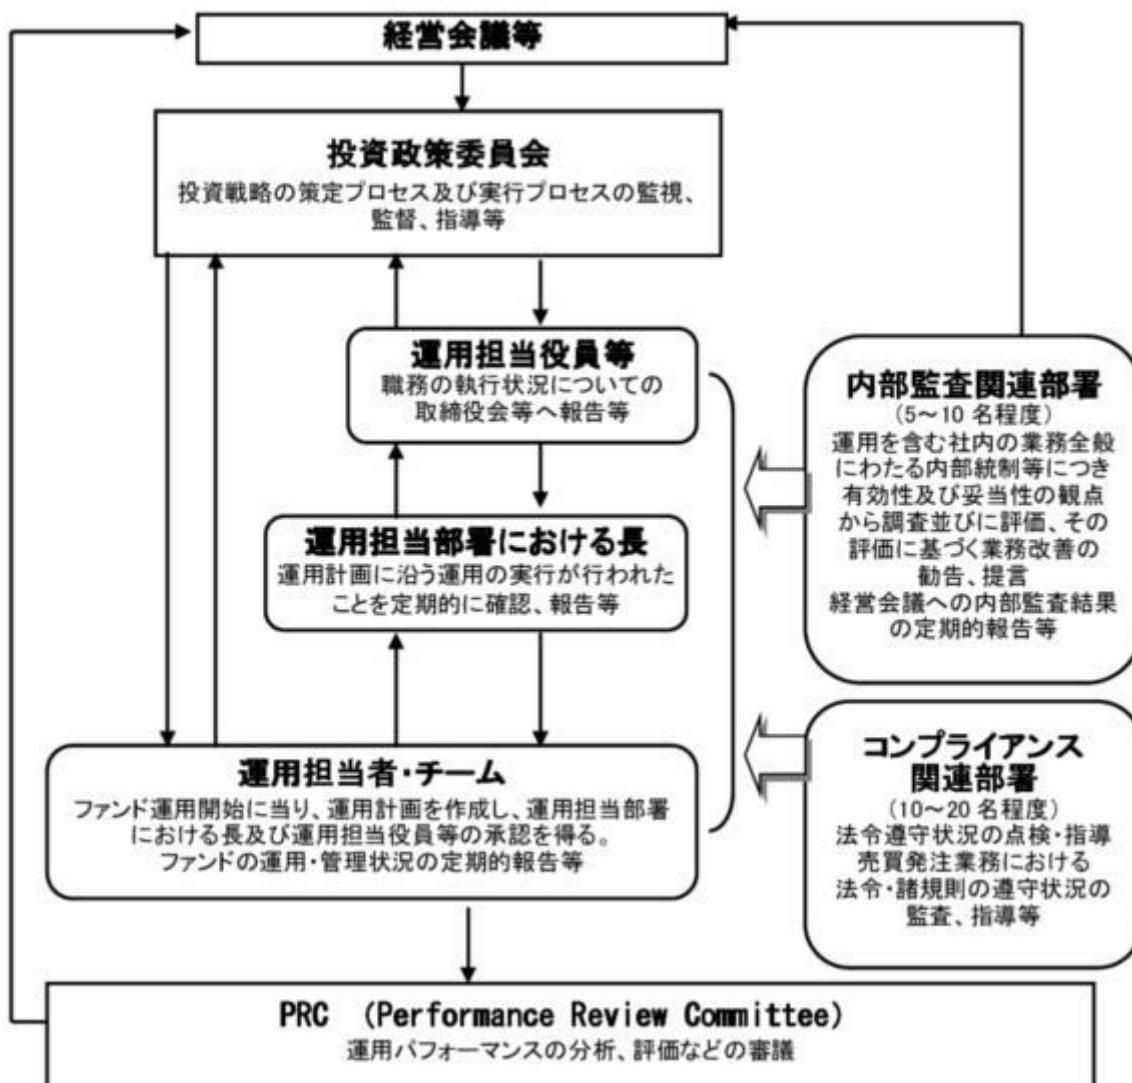 経営会議等
投資政策委員会
投資戦略の策定プロセス及び実行プロセスの監視、
監督、指導等
運用担当役員等
職務の執行状況についての
取締役会等へ報告等
運用担当部署における長
運用計画に沿う運用の実行が行われた
ことを定期的に確認、報告等
運用担当者・チーム
ファンド運用開始に当り、運用計画を作成し、運用担当部署
における長及び運用担当役員等の承認を得る。
ファンドの運用・管理状況の定期的報告等
内部監査関連部署
(5～10 名程度)
運用を含む社内の業務全般
にわたる内部統制等につき
有効性及び妥当性の観点
から調査並びに評価、その
評価に基づく業務改善の
勧告、提言
経営会議への内部監査結果
の定期的報告等
コンプライアンス
関連部署
(10～20 名程度)
法令遵守状況の点検・指導
売買発注業務における
法令・諸規則の遵守状況の
監査、指導等
PRC (Performance Review Committee)
運用パフォーマンスの分析、評価などの審議